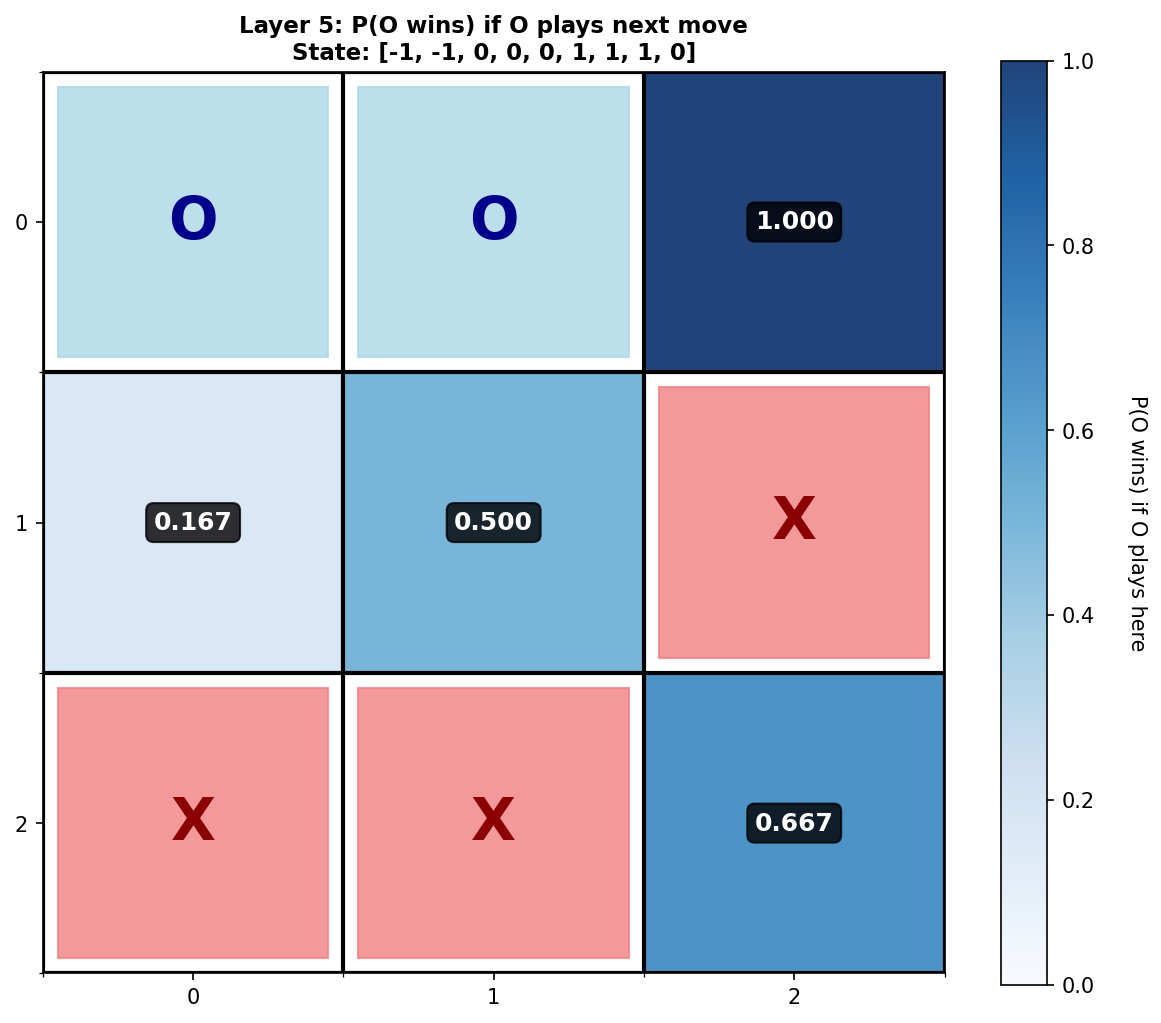 Layer 5: P(O wins) if O plays next move
State: [-1, -1, 0, 0, 0, 1, 1, 1, 0]
0
O
O
1.000
1
0.167
0.500
X
2
X
X
0.667
0
1
2
1.0
0.8
0.6
0.4
0.2
0.0
P(O wins) if O plays here